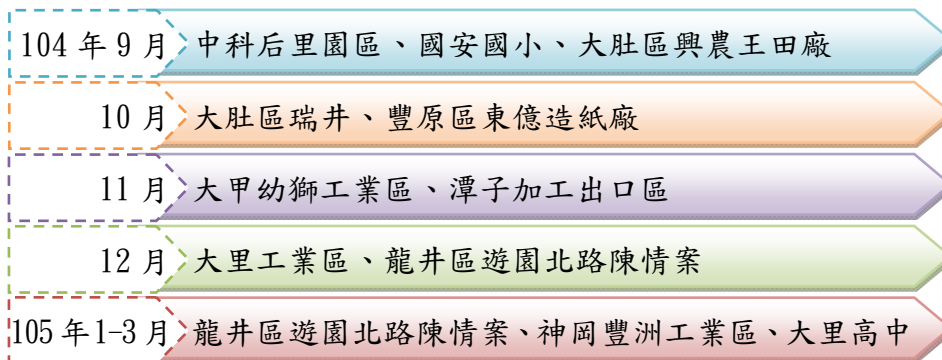 104 年 9 月 中科后里園區、國安國小、大肚區興農王田廠
10 月 大肚區瑞井、豐原區東億造紙廠
11 月 大甲幼獅工業區、潭子加工出口區
12 月 大里工業區、龍井區遊園北路陳情案
105 年 1-3 月 龍井區遊園北路陳情案、神岡豐洲工業區、大里高中